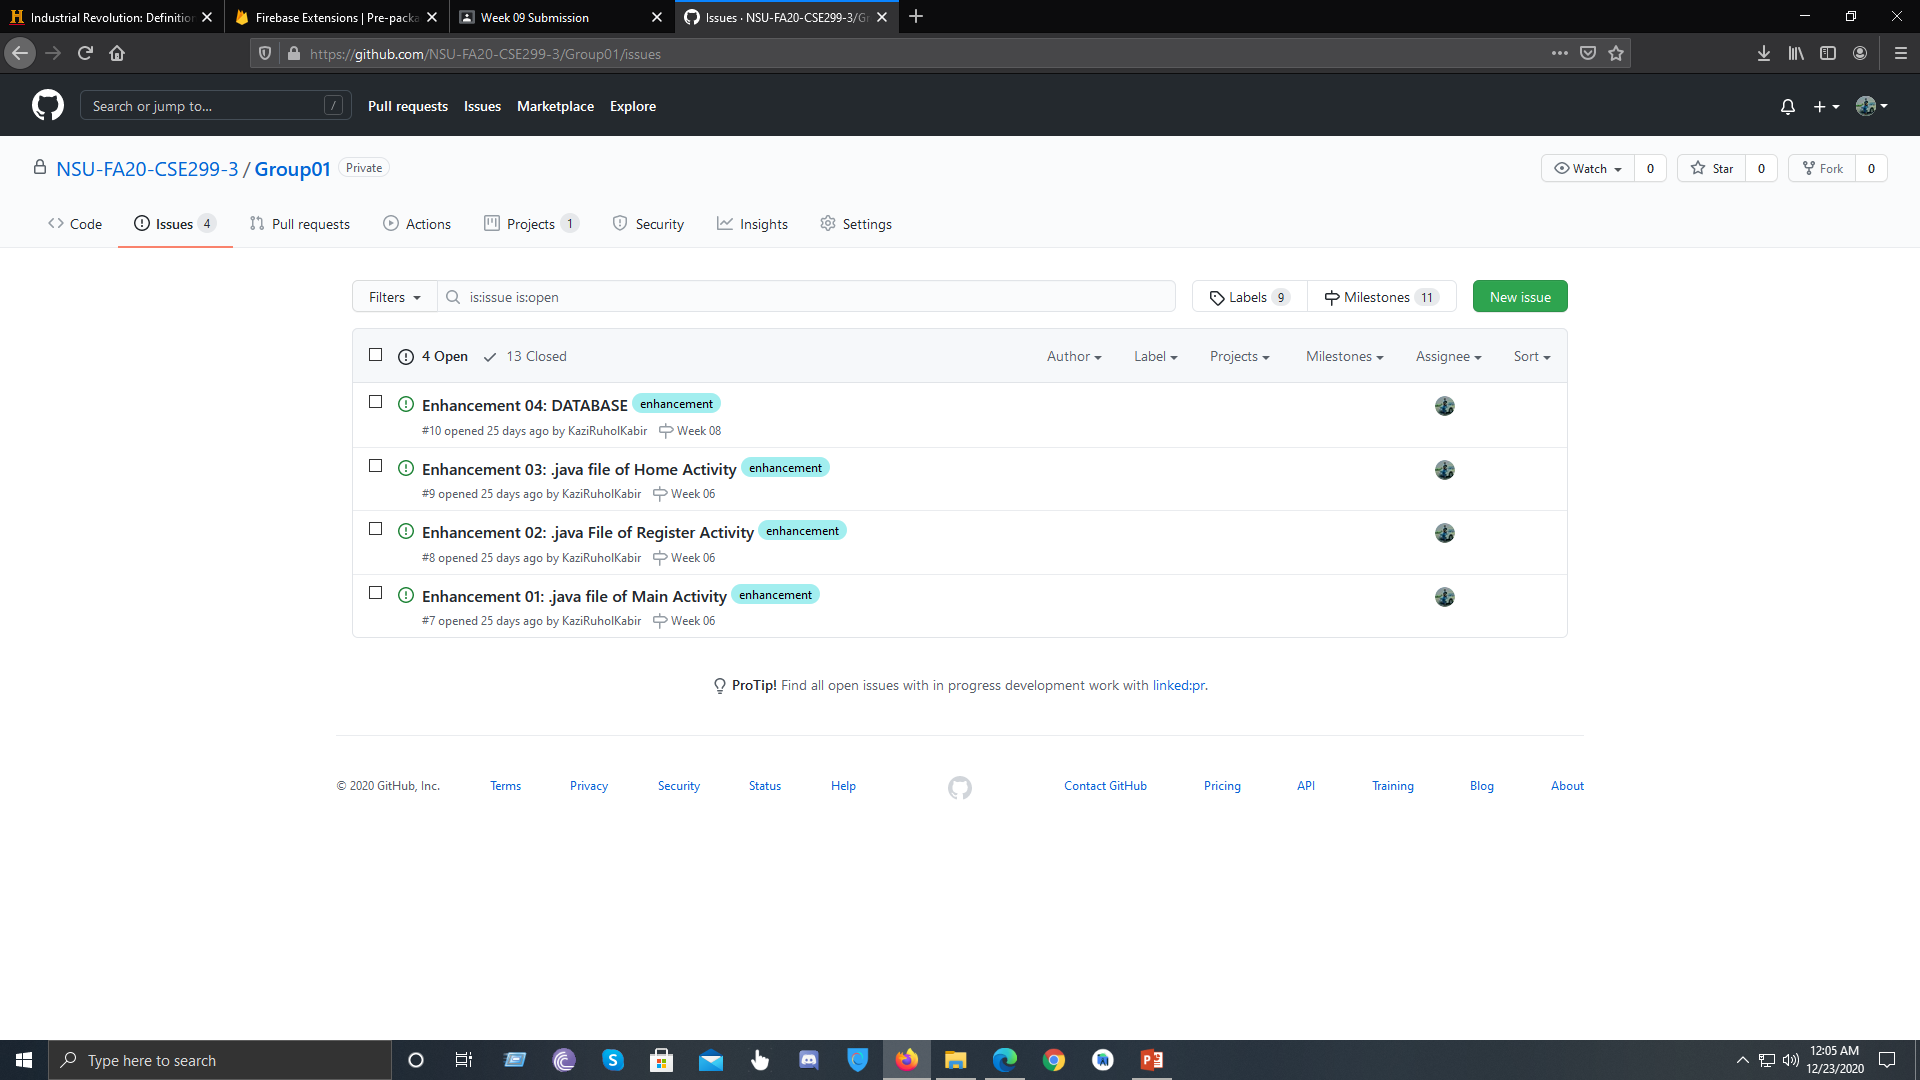 Industrial Revolution: Definition
Firebase Extensions | Pre-packa
Week 09 Submission
Issues · NSU-FA20-CSE299-3/Gr
https://github.com/NSU-FA20-CSE299-3/Group01/issues
Search or jump to... /
Pull requests Issues Marketplace Explore
NSU-FA20-CSE299-3 / Group01 Private
Watch 0 Star 0 Fork 0
Code Issues 4 Pull requests Actions Projects 1 Security Insights Settings
Filters is:issue is:open Labels 9 Milestones 11 New issue
4 Open 13 Closed Author Label Projects Milestones Assignee Sort
Enhancement 04: DATABASE enhancement
#10 opened 25 days ago by KaziRuholKabir Week 08
Enhancement 03: .java file of Home Activity enhancement
#9 opened 25 days ago by KaziRuholKabir Week 06
Enhancement 02: .java File of Register Activity enhancement
#8 opened 25 days ago by KaziRuholKabir Week 06
Enhancement 01: .java file of Main Activity enhancement
#7 opened 25 days ago by KaziRuholKabir Week 06
ProTip! Find all open issues with in progress development work with linked:pr.
© 2020 GitHub, Inc. Terms Privacy Security Status Help Contact GitHub Pricing API Training Blog About
Type here to search
12:05 AM
12/23/2020